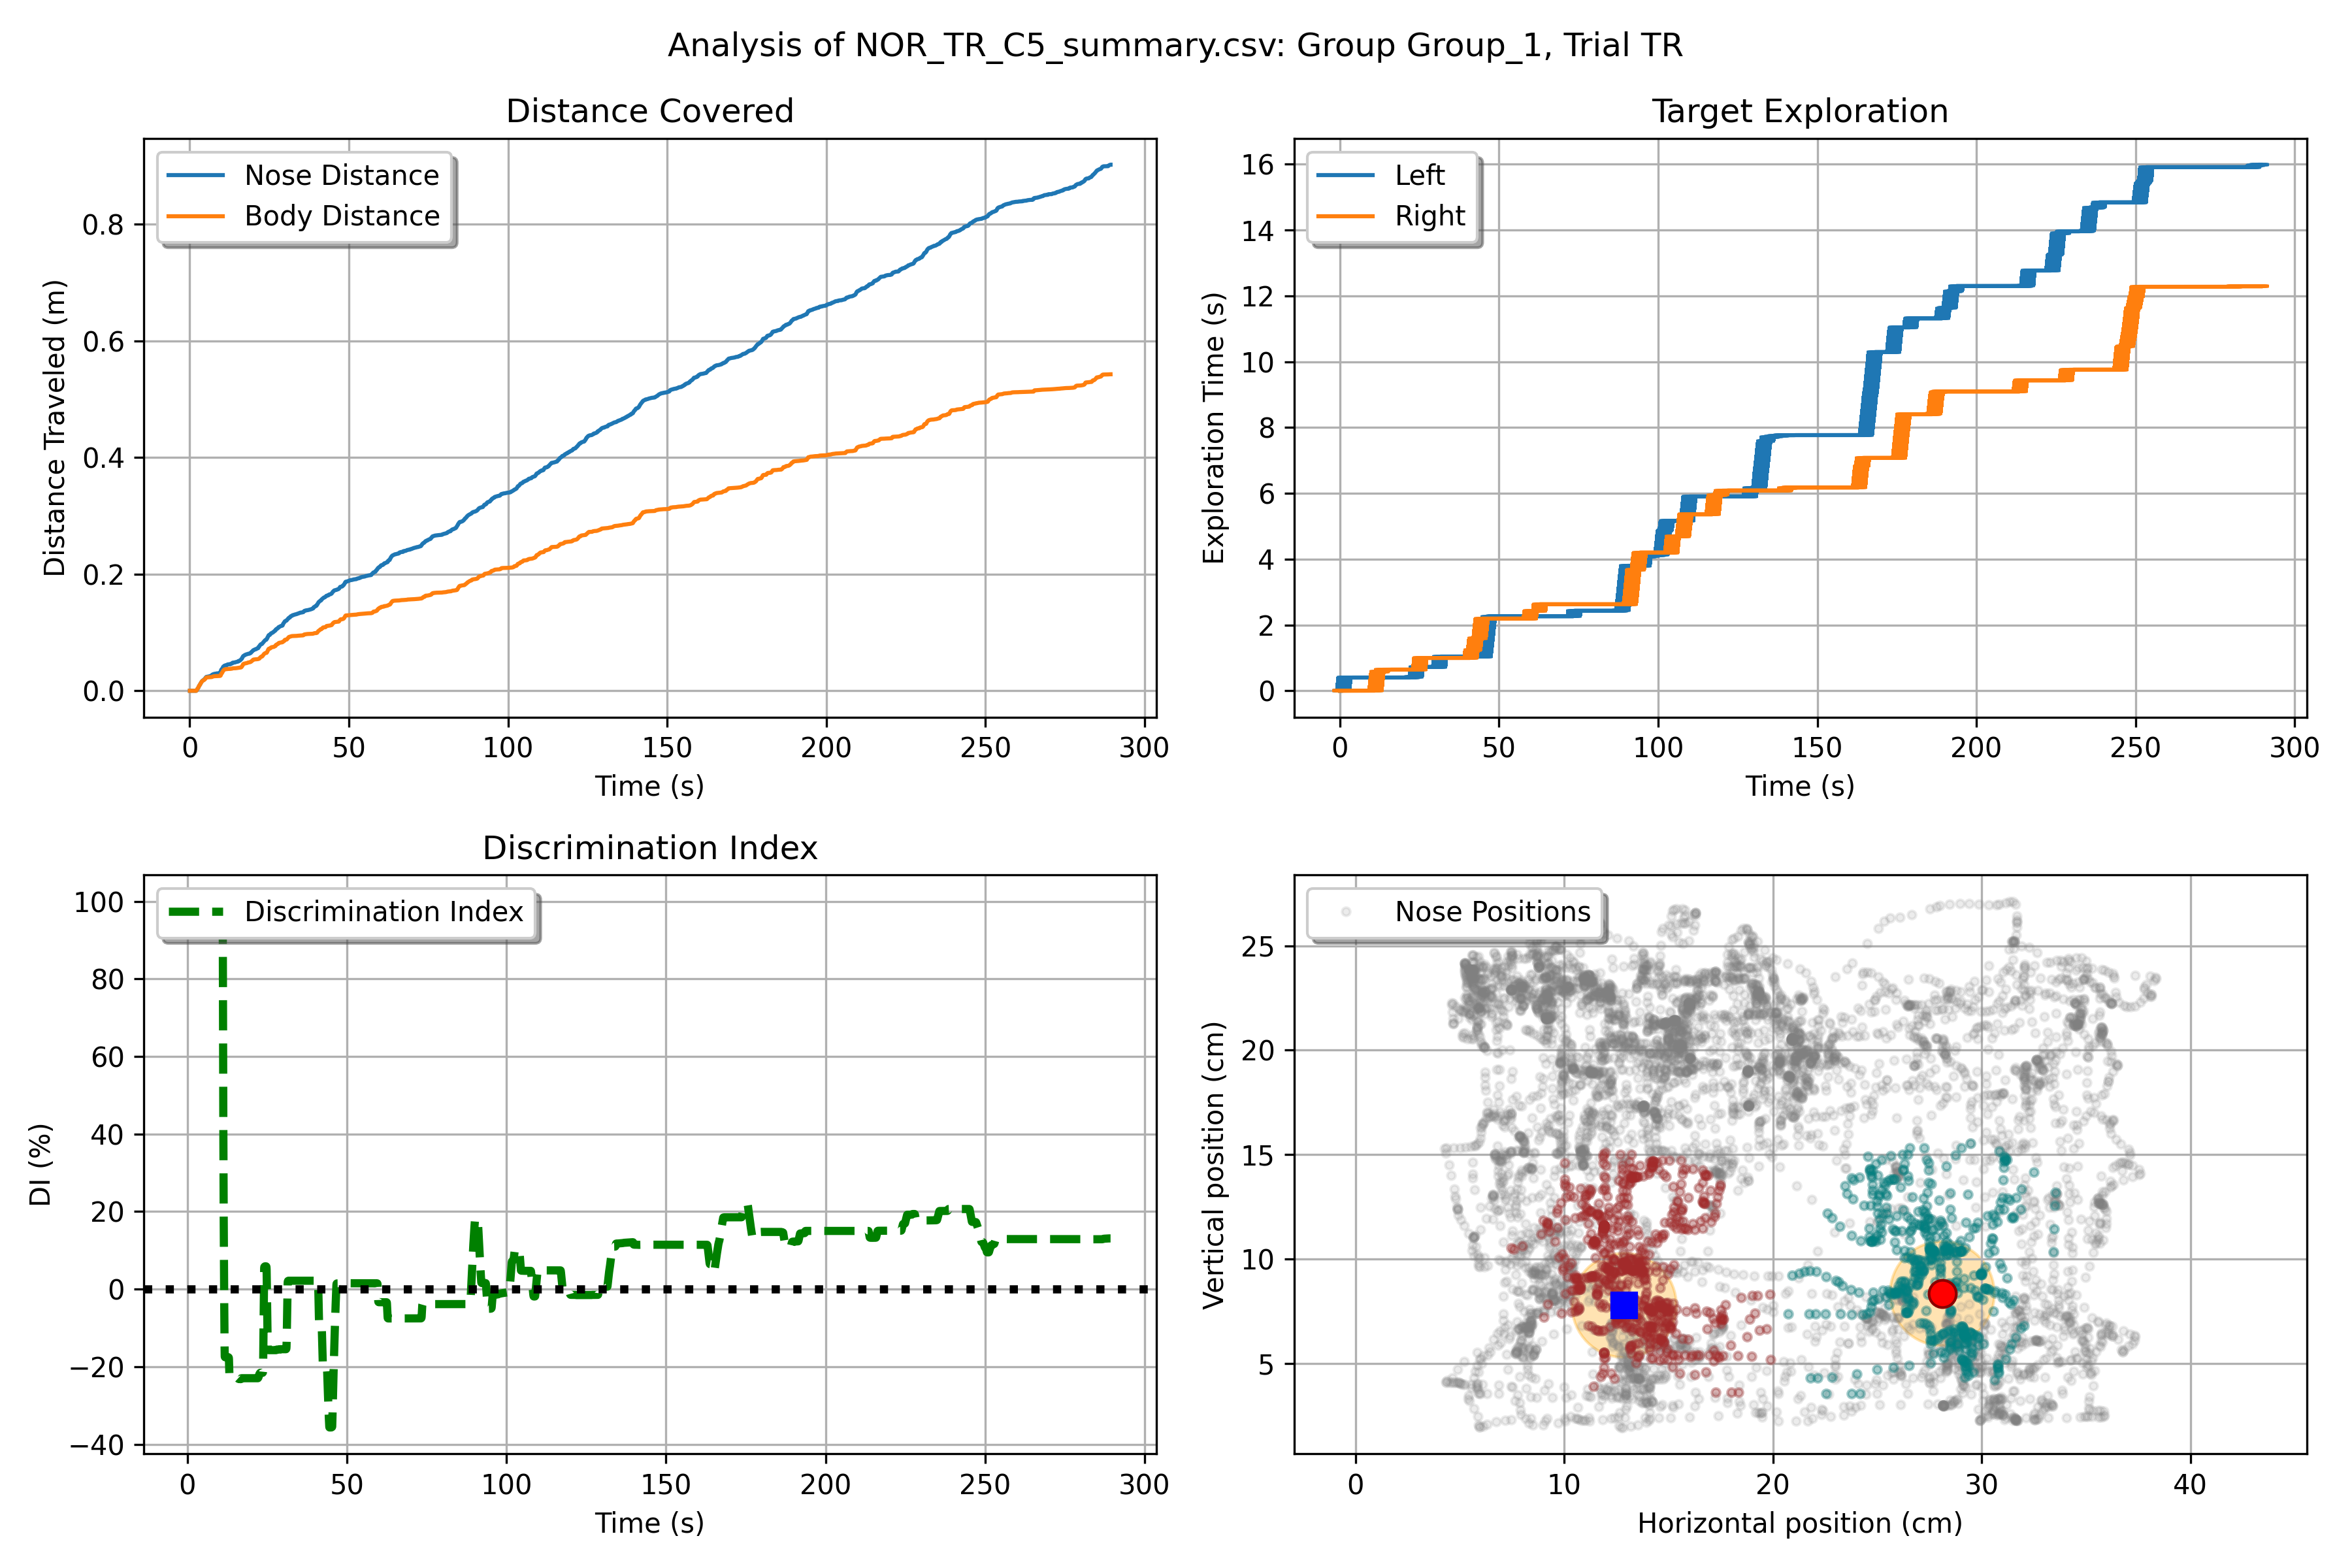 Analysis of NOR_TR_C5_summary.csv: Group Group_1, Trial TR
Distance Covered
Nose Distance
Body Distance
Distance Traveled (m)
0.8
0.6
0.4
0.2
0.0
0 50 100 150 200 250 300
Time (s)
Target Exploration
Left
Right
Exploration Time (s)
16
14
12
10
8
6
4
2
0
0 50 100 150 200 250 300
Time (s)
Discrimination Index
Discrimination Index
DI (%)
100
80
60
40
20
0
−20
−40
0 50 100 150 200 250 300
Time (s)
Nose Positions
Vertical position (cm)
25
20
15
10
5
0 10 20 30 40
Horizontal position (cm)